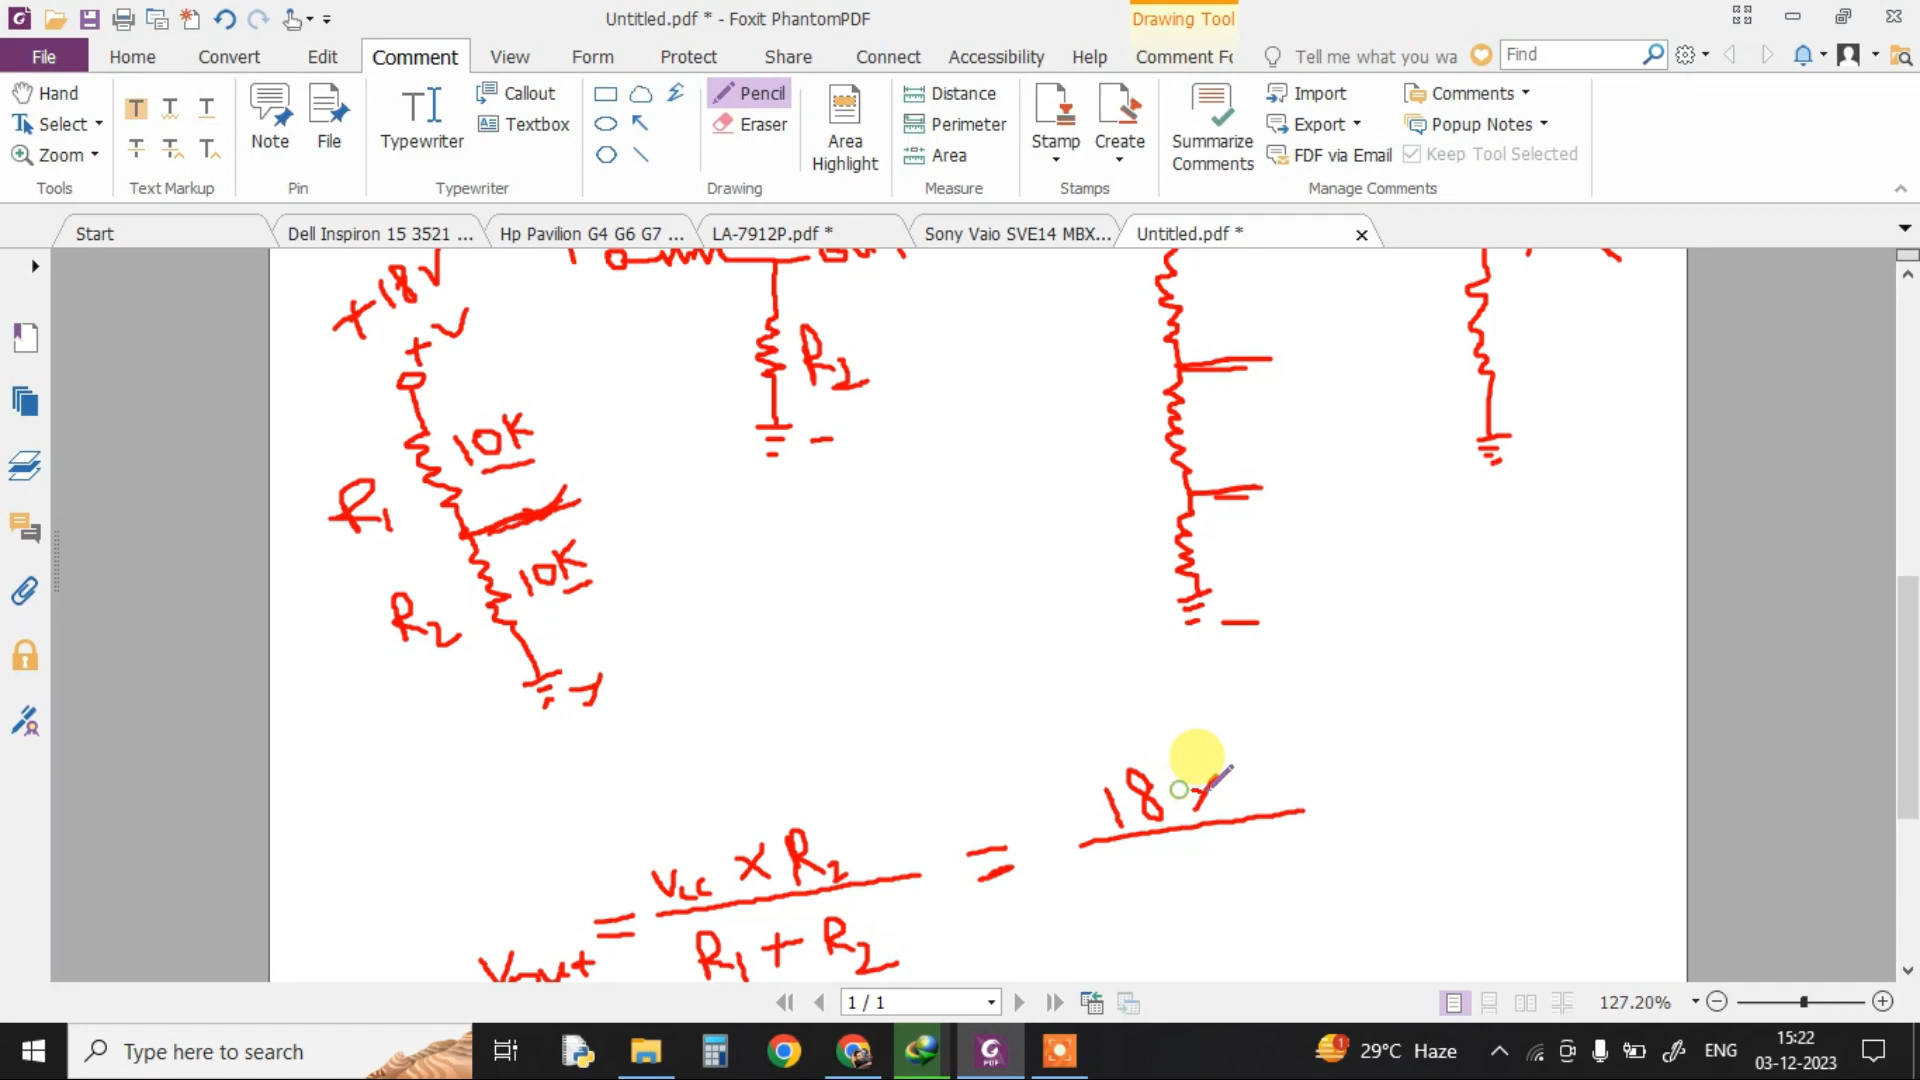 Untitled.pdf * - Foxit PhantomPDF
Drawing Tool
File Home Convert Edit Comment View Form Protect Share Connect Accessibility Help Comment Fc Tell me what you wa Find
Hand
Select
Zoom
Tools
Text Markup
Note
File
Pin
Typewriter
Callout
Textbox
Typewriter
Pencil
Eraser
Drawing
Area
Highlight
Distance
Perimeter
Area
Measure
Stamp
Create
Stamps
Summarize
Comments
Import
Export
FDF via Email
Comments
Popup Notes
Keep Tool Selected
Manage Comments
Start
Dell Inspiron 15 3521 ...
Hp Pavilion G4 G6 G7 ...
LA-7912P.pdf *
Sony Vaio SVE14 MBX...
Untitled.pdf *
+18V
+V
R2
10K
R1
10K
R2
18
Vcc X R2 =
= R1 + R2
Vout
1 / 1
127.20%
Type here to search
29°C Haze
ENG
15:22
03-12-2023